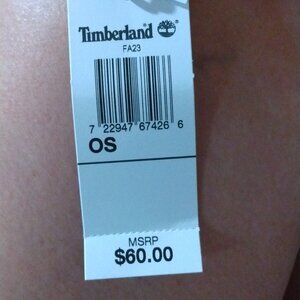 Timberland
FA23
7 22947 67426 6
OS
MSRP
$60.00